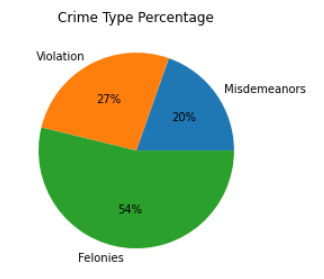 Crime Type Percentage
Violation
Misdemeanors
27%
20%
54%
Felonies